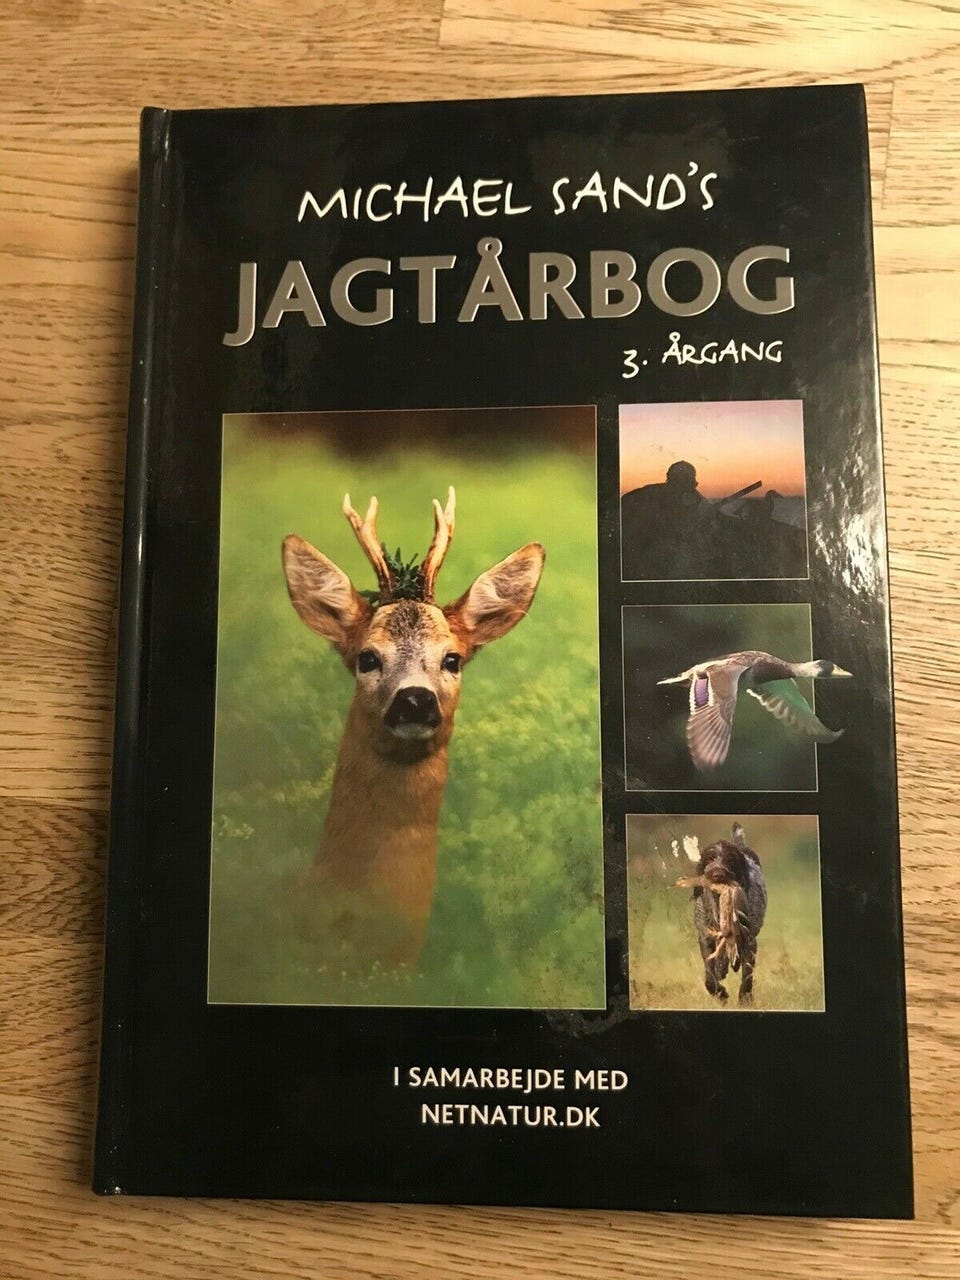 MICHAEL SAND'S
JAGTÅRBOG
3. ÅRGANG
I SAMARBEJDE MED
NETNATUR.DK